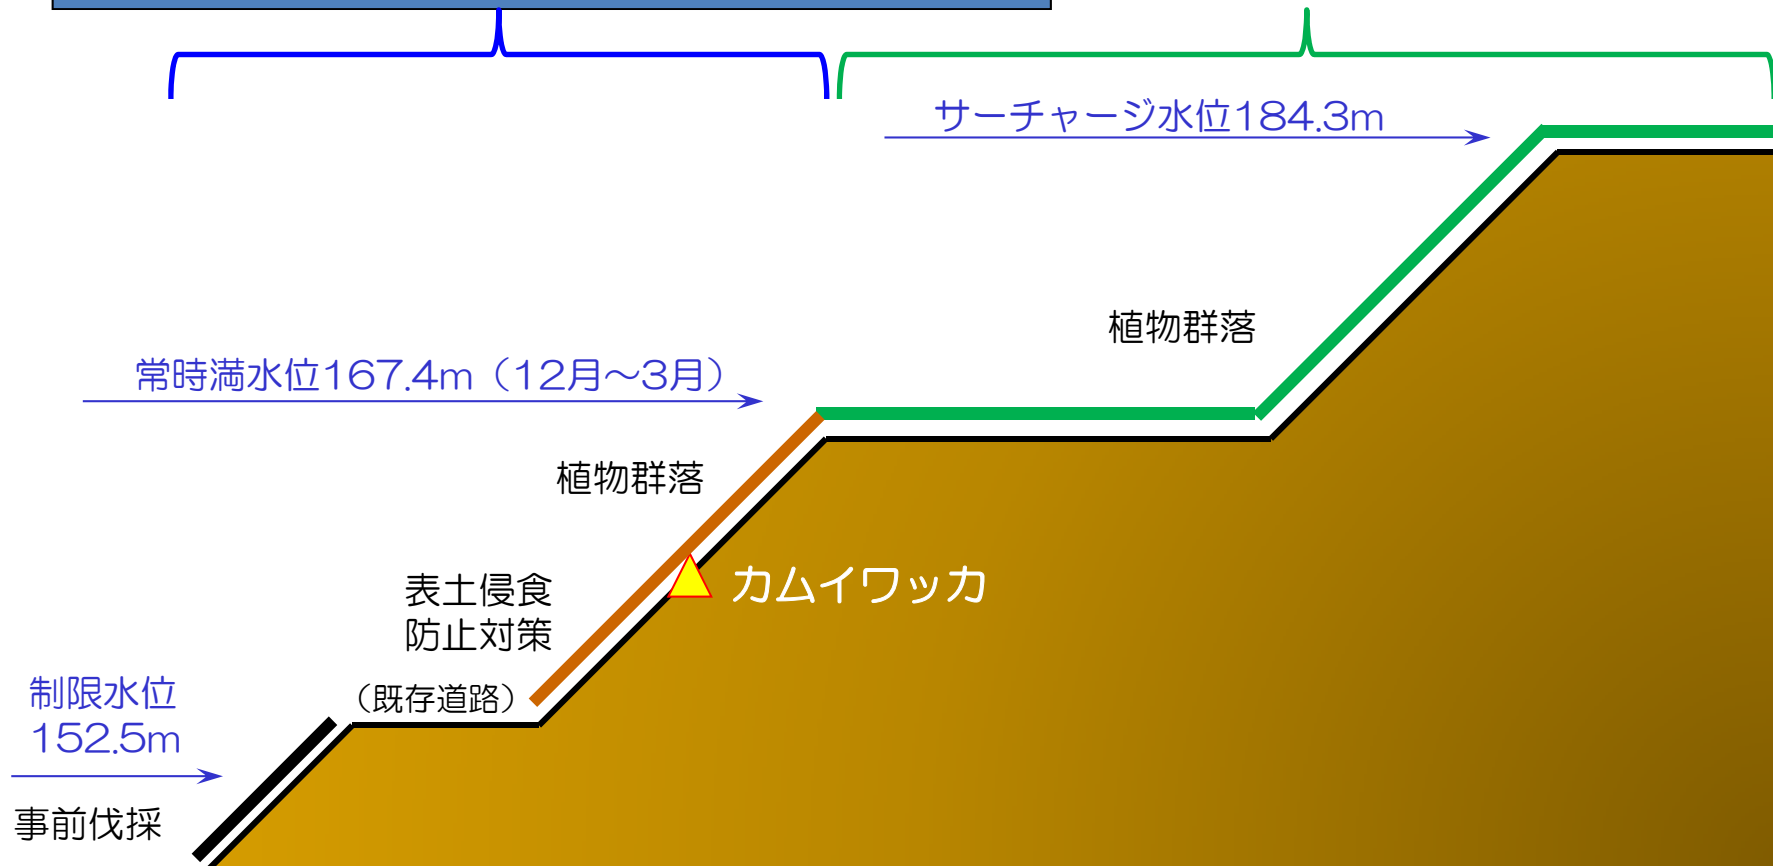 サーチャージ水位184.3m
植物群落
常時満水位167.4m（12月～3月）
植物群落
カムイワッカ
表土侵食
防止対策
（既存道路）
制限水位
152.5m
事前伐採